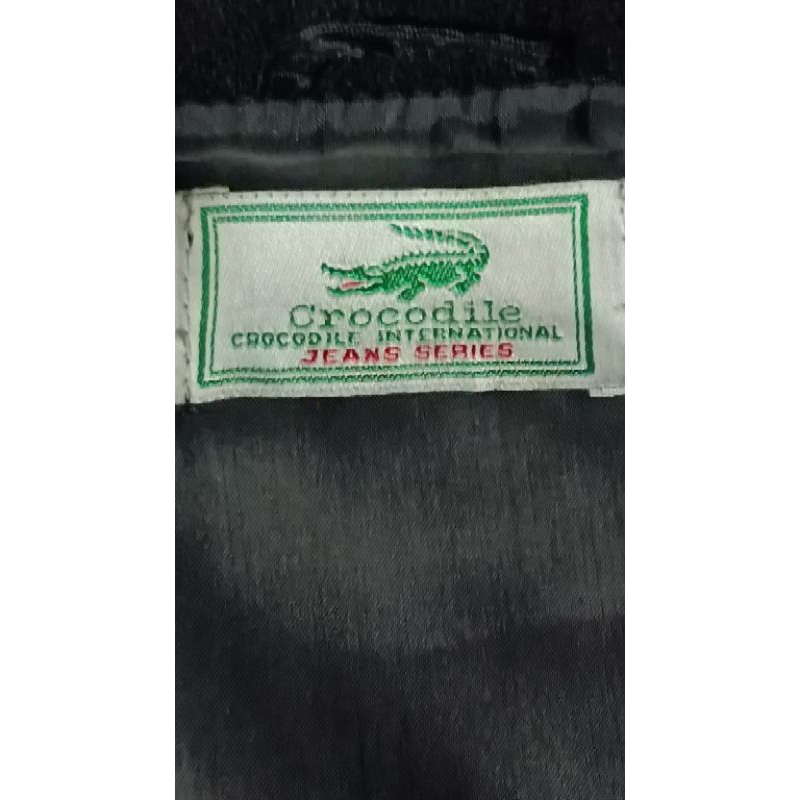 Crocodile
CROCODILE INTERNATIONAL
JEANS SERIES